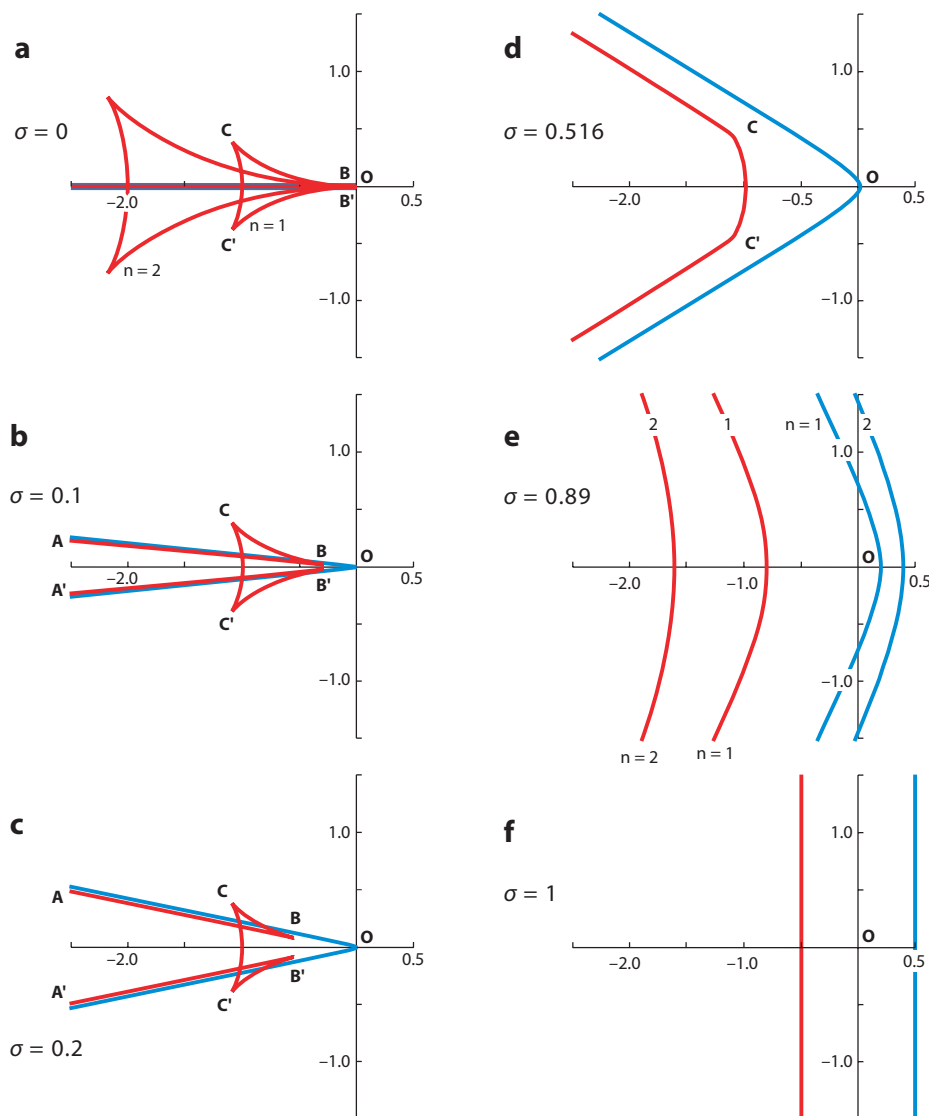 a
σ = 0
1.0
C
B
O
B'
−2.0
0.5
C'
n = 1
n = 2
−1.0
b
σ = 0.1
1.0
C
A
B
O
−2.0
B'
0.5
A'
C'
−1.0
c
σ = 0.2
1.0
A
C
B
O
−2.0
B'
0.5
A'
C'
−1.0
d
σ = 0.516
1.0
C
O
−2.0
−0.5
0.5
C'
−1.0
e
σ = 0.89
2
1
n = 1
2
1.0
O
−2.0
−1.0
0.5
−1.0
n = 2
n = 1
f
σ = 1
1.0
O
−2.0
−1.0
0.5
−1.0